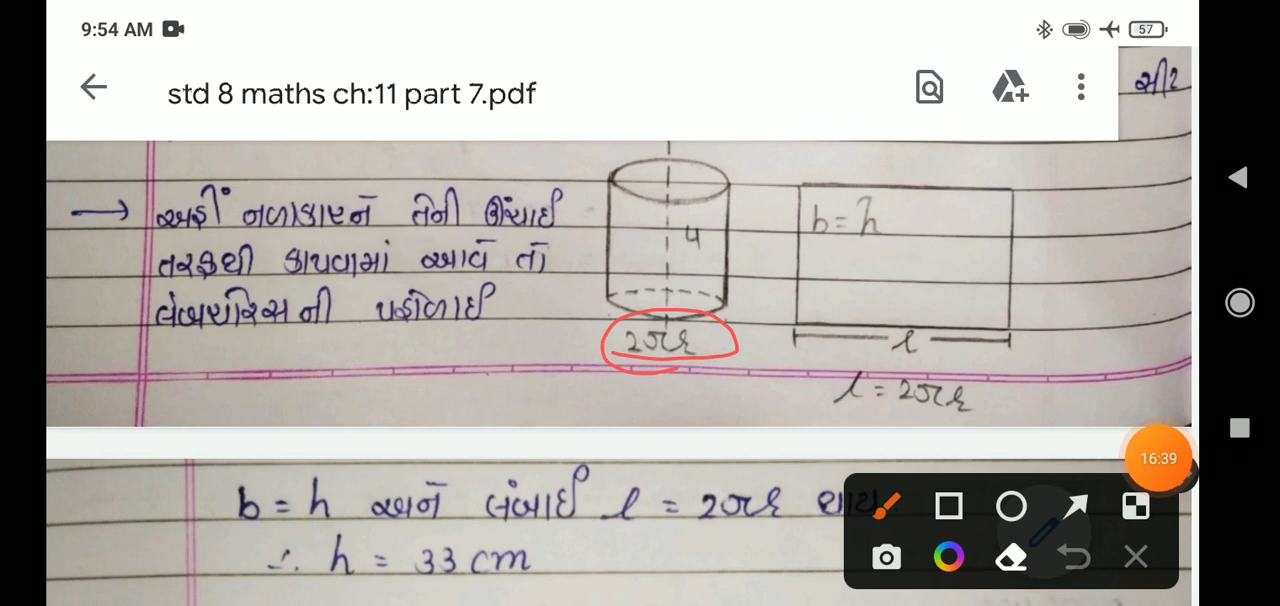 9:54 AM
57
std 8 maths ch:11 part 7.pdf
→ અહીં નળાકારને તેની ઊંચાઈ
તરફથી કાપવામાં આવે તો
લંબચોરસ ની પહોળાઈ
2πr
b = h
l
l = 2πr
b = h અને લંબાઈ l = 2πr થાય
∴ h = 33 cm
16:39